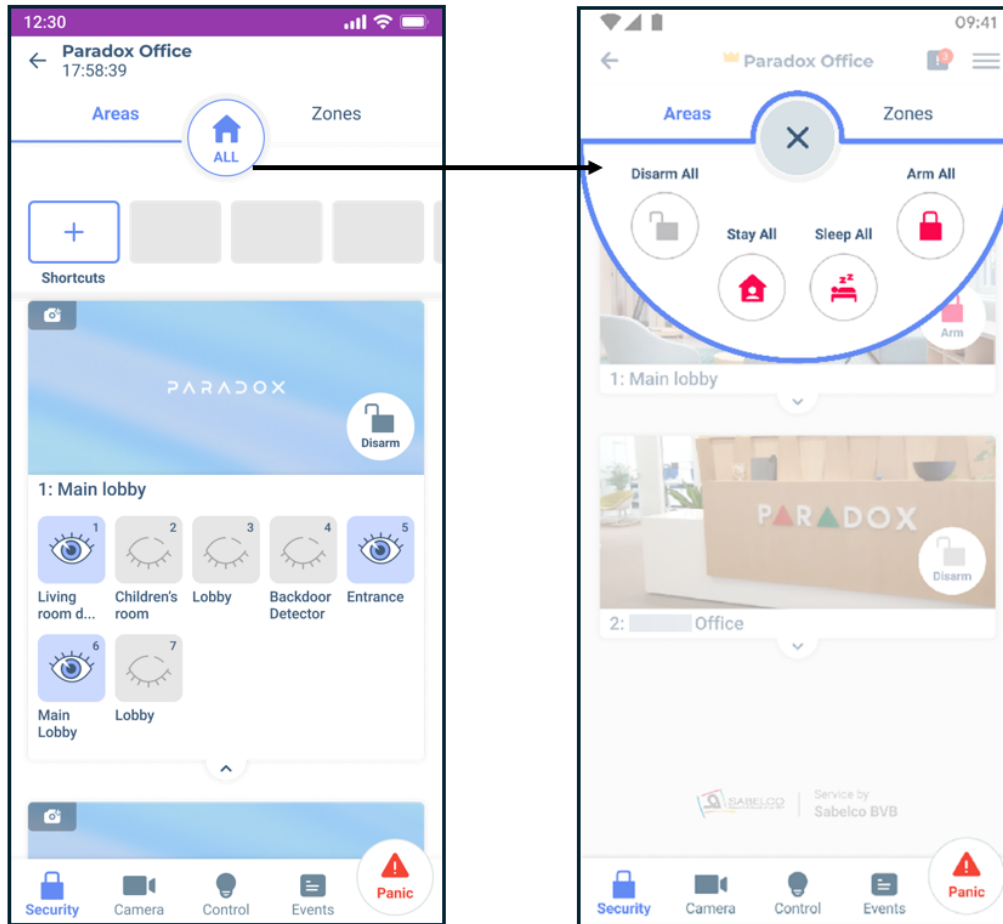 12:30
Paradox Office
17:58:39
Areas
Zones
ALL
Shortcuts
PARADOX
Disarm
1: Main lobby
1
2
3
4
5
Living room d...
Children's room
Lobby
Backdoor Detector
Entrance
6
7
Main Lobby
Lobby
Security
Camera
Control
Events
Panic
09:41
Paradox Office
Areas
Zones
Disarm All
Arm All
Stay All
Sleep All
Arm
1: Main lobby
PARADOX
Disarm
2: Office
SABELCO
Service by
Sabelco BVB
Security
Camera
Control
Events
Panic